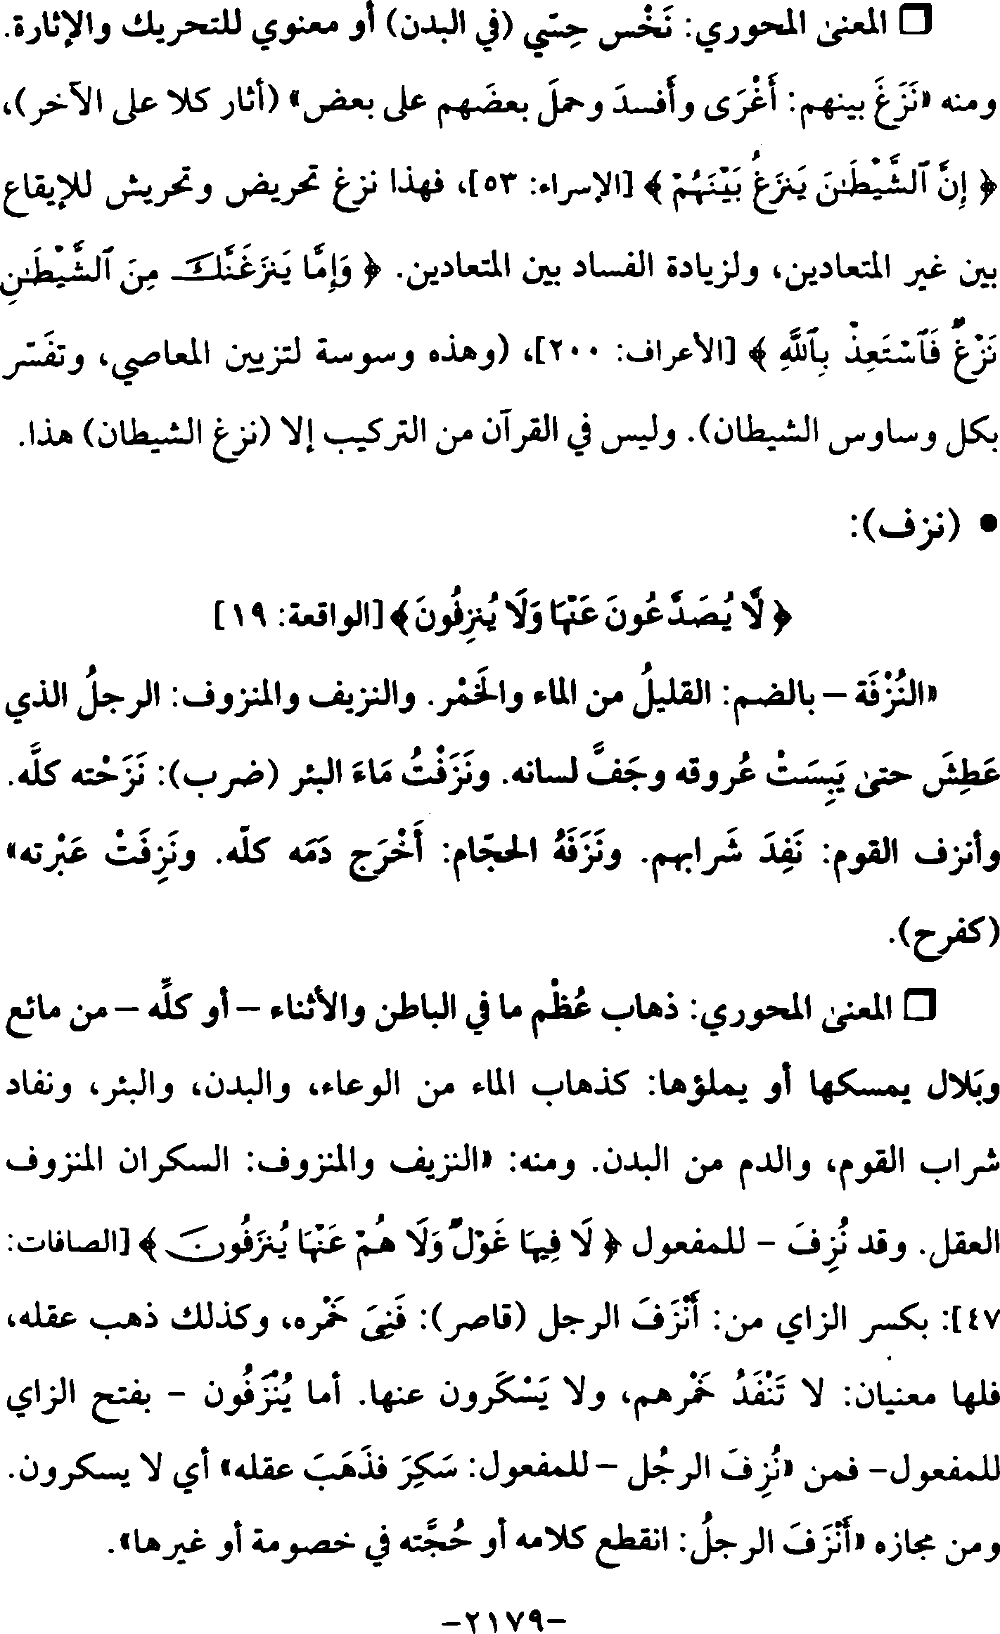 ❐ المعنىٰ المحوري: نَخْس حِسّي (في البدن) أو معنوي للتحريك والإثارة.
ومنه «نَزَغَ بينهم: أَغْرَى وأَفسدَ وحملَ بعضَهم على بعض» (أثار كلا على الآخر)،
﴿ إِنَّ ٱلشَّيْطَـٰنَ يَنزَغُ بَيْنَهُمْ ﴾ [الإسراء: ٥٣]، فهذا نزغ تحريض وتحريش للإيقاع
بين غير المتعادين، ولزيادة الفساد بين المتعادين. ﴿ وَإِمَّا يَنزَغَنَّكَ مِنَ ٱلشَّيْطَـٰنِ
نَزْغٌ فَٱسْتَعِذْ بِٱللَّهِ ﴾ [الأعراف: ٢٠٠]، (وهذه وسوسة لتزيين المعاصي، وتفَسّر
بكل وساوس الشيطان). وليس في القرآن من التركيب إلا (نزغ الشيطان) هذا.
• (نزف):
﴿ لَّا يُصَدَّعُونَ عَنْهَا وَلَا يُنزِفُونَ ﴾ [الواقعة: ١٩]
«النُزْفَة – بالضم: القليلُ من الماء والخَمْر. والنزيف والمنزوف: الرجلُ الذي
عَطِشَ حتىٰ يَبِسَتْ عُروقه وجَفَّ لسانه. ونَزَفْتُ مَاءَ البئر (ضرب): نَزَحْته كلَّه.
وأنزف القوم: نَفِدَ شَرابهم. ونَزَفَهُ الحجّام: أَخْرَج دَمَه كلّه. ونَزِفَتْ عَبْرته»
(كفرح).
❐ المعنىٰ المحوري: ذهاب عُظْم ما في الباطن والأثناء – أو كلِّه – من مائع
وبَلال يمسكها أو يملؤها: كذهاب الماء من الوعاء، والبدن، والبئر، ونفاد
شراب القوم، والدم من البدن. ومنه: «النزيف والمنزوف: السكران المنزوف
العقل. وقد نُزِفَ – للمفعول ﴿ لَا فِيهَا غَوْلٌ وَلَا هُمْ عَنْهَا يُنزَفُونَ ﴾ [الصافات:
٤٧]: بكسر الزاي من: أَنْزَفَ الرجل (قاصر): فَنِىَ خَمْره، وكذلك ذهب عقله،
فلها معنيان: لا تَنْفَدُ خَمْرهم، ولا يَسْكَرون عنها. أما يُنْزَفُون – بفتح الزاي
للمفعول- فمن «نُزِفَ الرجُل – للمفعول: سَكِرَ فذَهَبَ عقله» أي لا يسكرون.
ومن مجازه «أَنْزَفَ الرجلُ: انقطع كلامه أو حُجَّته في خصومة أو غيرها».
–٢١٧٩–